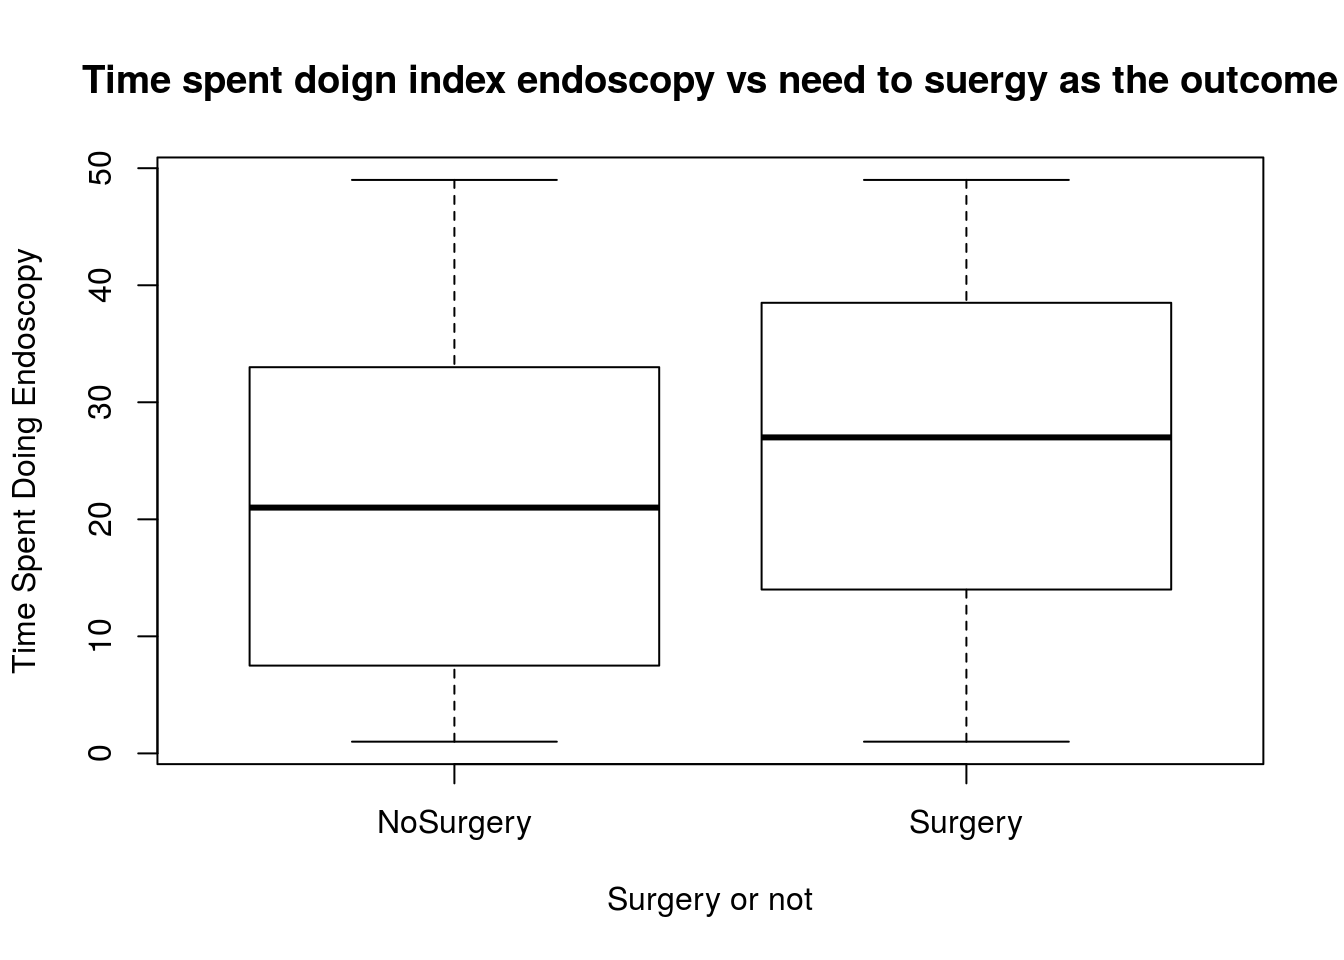 Time spent doign index endoscopy vs need to suergy as the outcome
Time Spent Doing Endoscopy
50
40
30
20
10
0
NoSurgery
Surgery
Surgery or not